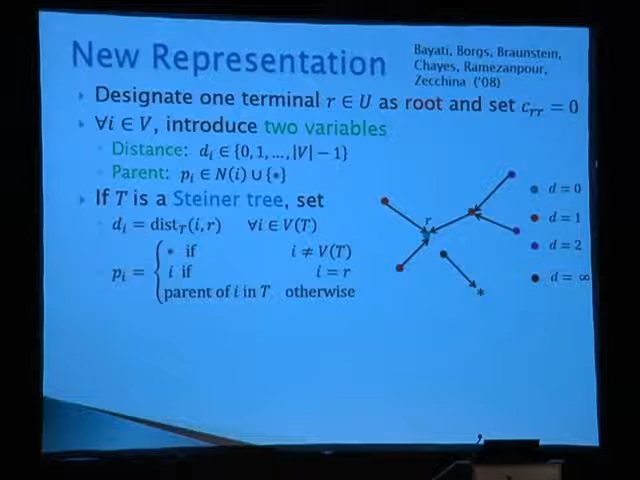 New Representation
Bayati, Borgs, Braunstein,
Chayes, Ramezanpour,
Zecchina ('08)
Designate one terminal r ∈ U as root and set c_rr = 0
∀i ∈ V, introduce two variables
Distance: d_i ∈ {0,1, ..., |V| − 1}
Parent: p_i ∈ N(i) ∪ {*}
If T is a Steiner tree, set
d_i = dist_T(i, r) ∀i ∈ V(T)
p_i = { * if i ≠ V(T)
i if i = r
parent of i in T otherwise
r
*
d = 0
d = 1
d = 2
d = ∞